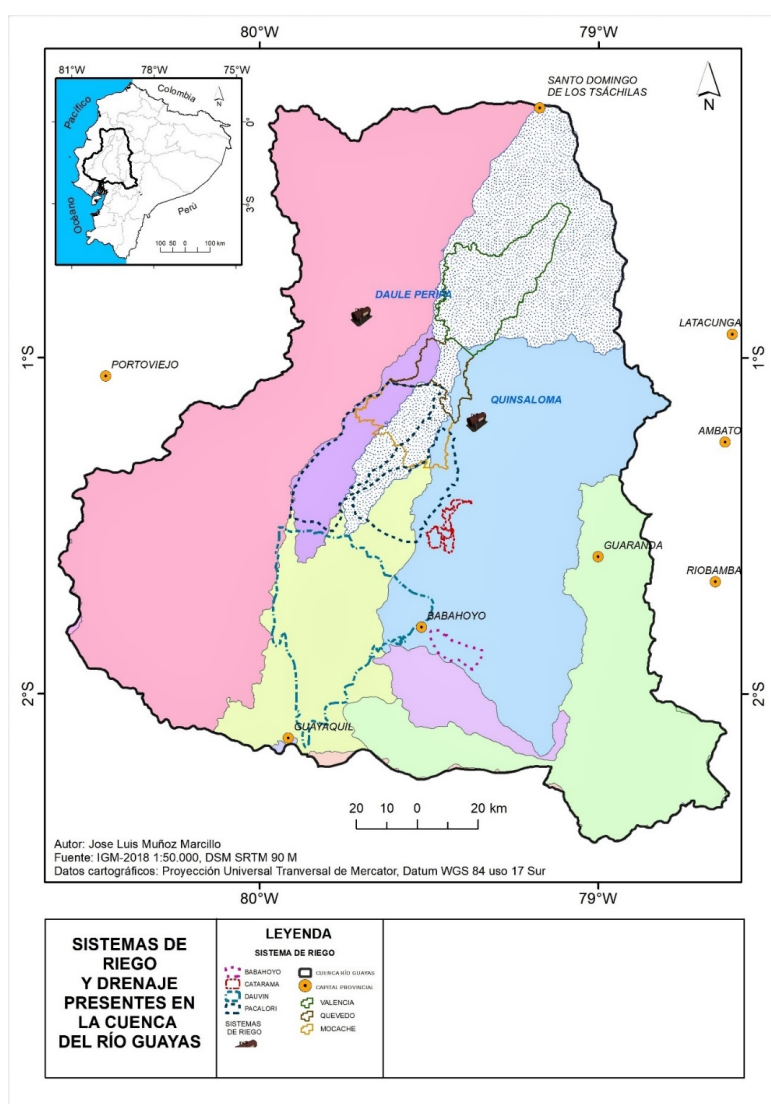 80°W
79°W
81°W
78°W
75°W
Colombia
N
Pacífico
0°
3°S
Océano
Perú
100 50 0 100 km
SANTO DOMINGO
DE LOS TSÁCHILAS
N
DAULE PERIPA
LATACUNGA
1°S
1°S
PORTOVIEJO
QUINSALOMA
AMBATO
GUARANDA
RIOBAMBA
BABAHOYO
2°S
2°S
GUAYAQUIL
20 10 0 20 km
Autor: Jose Luis Muñoz Marcillo
Fuente: IGM-2018 1:50.000, DSM SRTM 90 M
Datos cartográficos: Proyección Universal Tranversal de Mercator, Datum WGS 84 uso 17 Sur
80°W
79°W
SISTEMAS DE
RIEGO
Y DRENAJE
PRESENTES EN
LA CUENCA
DEL RÍO GUAYAS
LEYENDA
SISTEMA DE RIEGO
BABAHOYO
CATARAMA
DAUVIN
PACALORI
SISTEMAS
DE RIEGO
CUENCA RÍO GUAYAS
CAPITAL PROVINCIAL
VALENCIA
QUEVEDO
MOCACHE